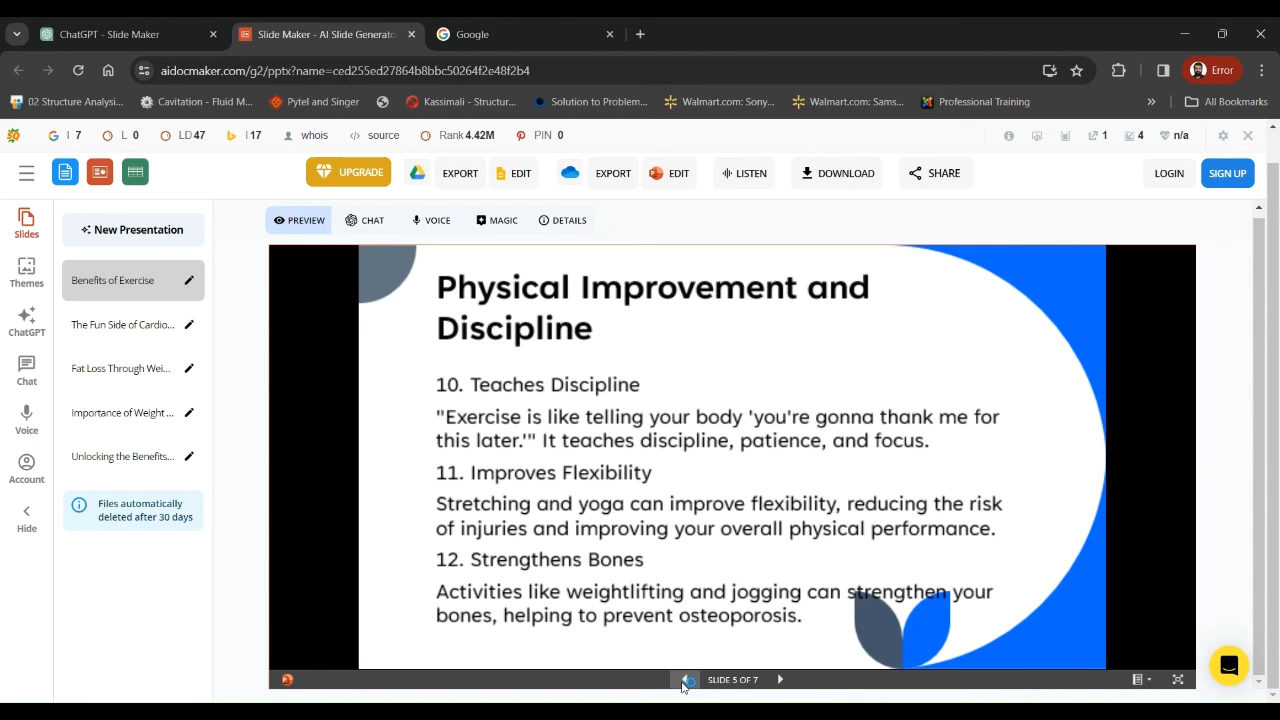 ChatGPT - Slide Maker
Slide Maker - AI Slide Generato
Google
aidocmaker.com/g2/pptx?name=ced255ed27864b8bbc50264f2e48f2b4
Error
02 Structure Analysi...
Cavitation - Fluid M...
Pytel and Singer
Kassimali - Structur...
Solution to Problem...
Walmart.com: Sony...
Walmart.com: Sams...
Professional Training
All Bookmarks
I 7
L 0
LD 47
I 17
whois
source
Rank 4.42M
PIN 0
1
4
n/a
UPGRADE
EXPORT
EDIT
EXPORT
EDIT
LISTEN
DOWNLOAD
SHARE
LOGIN
SIGN UP
Slides
Themes
ChatGPT
Chat
Voice
Account
Hide
New Presentation
Benefits of Exercise
The Fun Side of Cardio...
Fat Loss Through Wei...
Importance of Weight ...
Unlocking the Benefits...
Files automatically
deleted after 30 days
PREVIEW
CHAT
VOICE
MAGIC
DETAILS
Physical Improvement and
Discipline
10. Teaches Discipline
"Exercise is like telling your body 'you're gonna thank me for
this later.'" It teaches discipline, patience, and focus.
11. Improves Flexibility
Stretching and yoga can improve flexibility, reducing the risk
of injuries and improving your overall physical performance.
12. Strengthens Bones
Activities like weightlifting and jogging can strengthen your
bones, helping to prevent osteoporosis.
SLIDE 5 OF 7